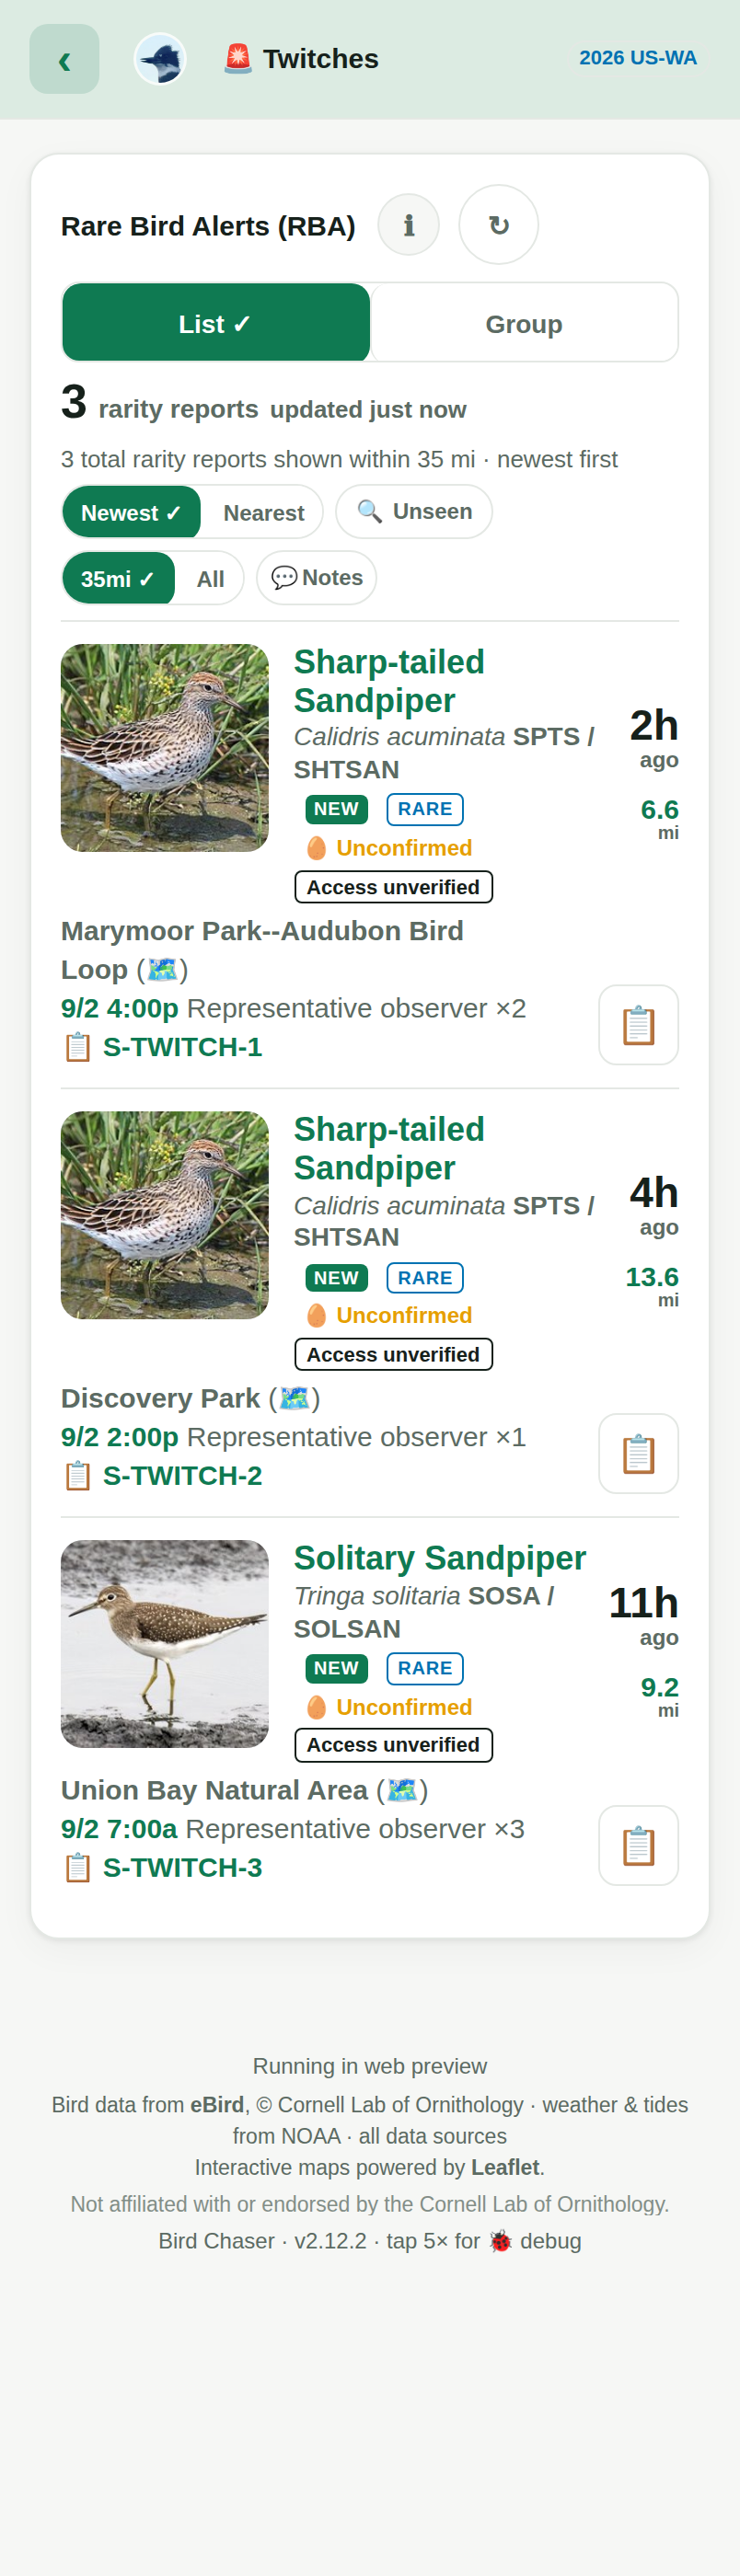 ‹ 🚨 Twitches 2026 US-WA
Rare Bird Alerts (RBA) ℹ ↻
List ✓ Group
3 rarity reports updated just now
3 total rarity reports shown within 35 mi · newest first
Newest ✓ Nearest 🔍 Unseen
35mi ✓ All 💬 Notes
Sharp-tailed
Sandpiper
Calidris acuminata SPTS /
SHTSAN
2h
ago
6.6
mi
NEW RARE
🥚 Unconfirmed
Access unverified
Marymoor Park--Audubon Bird
Loop (🗺️)
9/2 4:00p Representative observer ×2
📋 S-TWITCH-1
📋
Sharp-tailed
Sandpiper
Calidris acuminata SPTS /
SHTSAN
4h
ago
13.6
mi
NEW RARE
🥚 Unconfirmed
Access unverified
Discovery Park (🗺️)
9/2 2:00p Representative observer ×1
📋 S-TWITCH-2
📋
Solitary Sandpiper
Tringa solitaria SOSA /
SOLSAN
11h
ago
9.2
mi
NEW RARE
🥚 Unconfirmed
Access unverified
Union Bay Natural Area (🗺️)
9/2 7:00a Representative observer ×3
📋 S-TWITCH-3
📋
Running in web preview
Bird data from eBird, © Cornell Lab of Ornithology · weather & tides
from NOAA · all data sources
Interactive maps powered by Leaflet.
Not affiliated with or endorsed by the Cornell Lab of Ornithology.
Bird Chaser · v2.12.2 · tap 5× for 🐞 debug